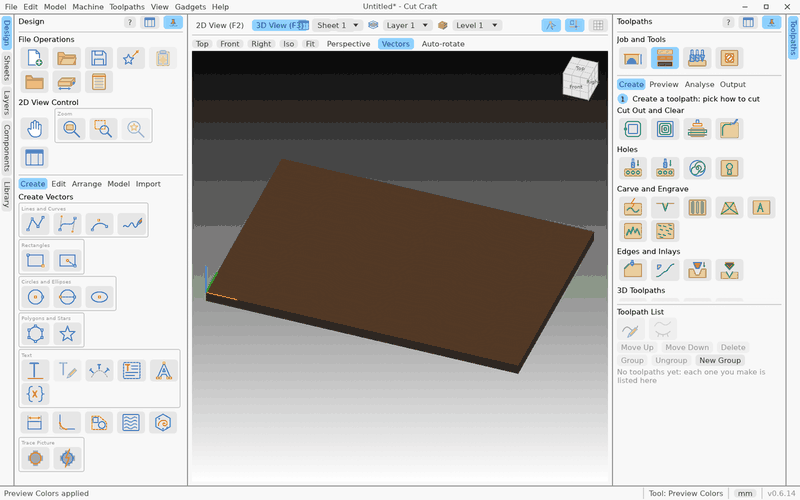 File Edit Model Machine Toolpaths View Gadgets Help
Untitled* - Cut Craft
Design
Sheets
Layers
Components
Library
Design
?
File Operations
2D View Control
Zoom
Create Edit Arrange Model Import
Create Vectors
Lines and Curves
Rectangles
Circles and Ellipses
Polygons and Stars
Text
Trace Picture
2D View (F2) 3D View (F3) Sheet 1 Layer 1 Level 1
Top Front Right Iso Fit Perspective Vectors Auto-rotate
Top
Front
Right
Toolpaths
?
Job and Tools
Create Preview Analyse Output
1 Create a toolpath: pick how to cut
Cut Out and Clear
Holes
Carve and Engrave
Edges and Inlays
3D Toolpaths
Toolpath List
Move Up Move Down Delete
Group Ungroup New Group
No toolpaths yet: each one you make is
listed here
Toolpaths
Preview Colors applied
Tool: Preview Colors mm v0.6.14